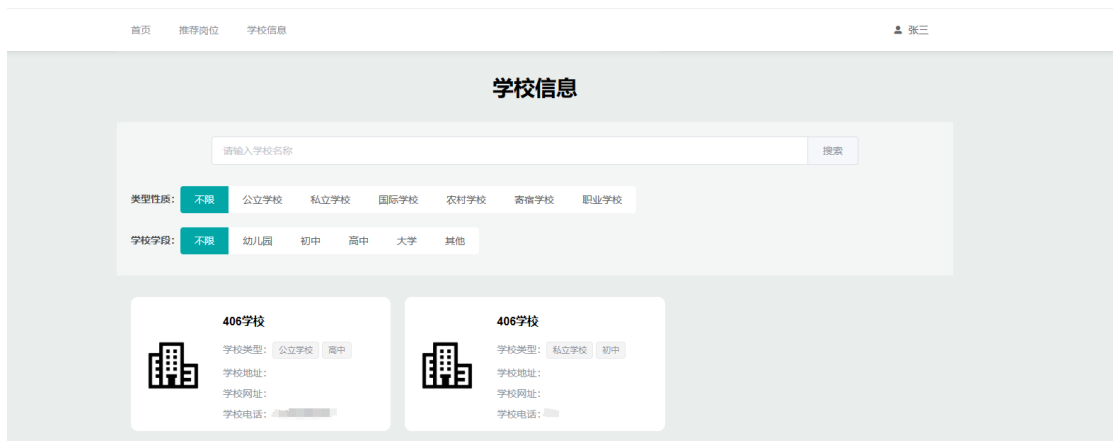 首页 推荐岗位 学校信息 张三
学校信息
请输入学校名称 搜索
类型性质： 不限 公立学校 私立学校 国际学校 农村学校 寄宿学校 职业学校
学校学段： 不限 幼儿园 初中 高中 大学 其他
406学校
学校类型： 公立学校 高中
学校地址：
学校网址：
学校电话：
406学校
学校类型： 私立学校 初中
学校地址：
学校网址：
学校电话：